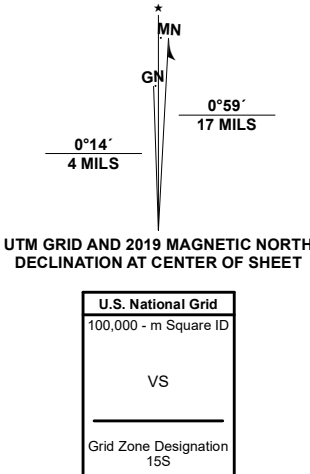 ★
MN
GN
0°59´
17 MILS
0°14´
4 MILS
UTM GRID AND 2019 MAGNETIC NORTH
DECLINATION AT CENTER OF SHEET
U.S. National Grid
100,000 - m Square ID
VS
Grid Zone Designation
15S